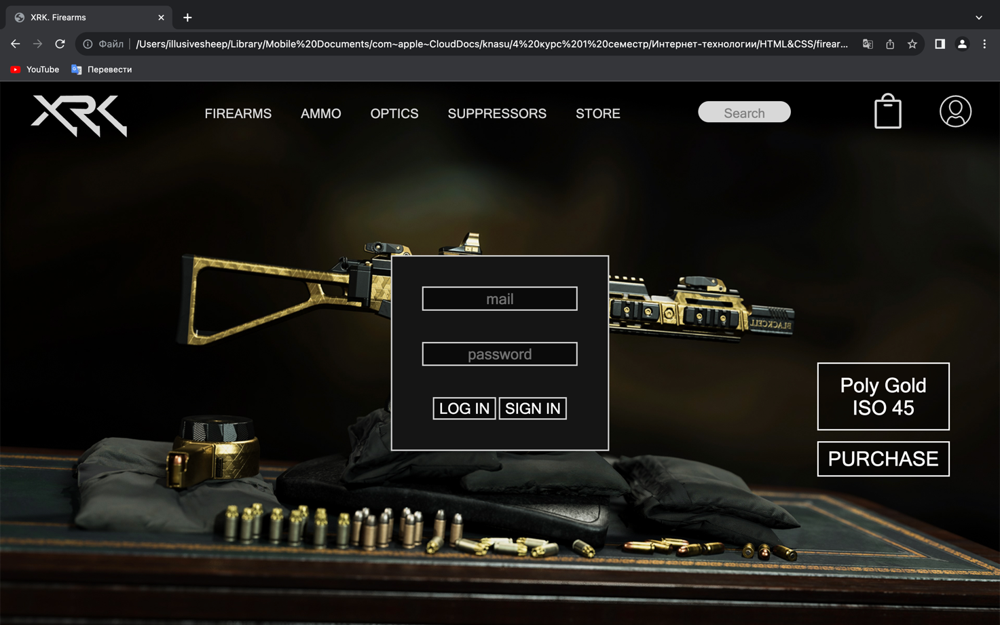 XRK. Firearms
Файл
/Users/illusivesheep/Library/Mobile%20Documents/com~apple~CloudDocs/knasu/4%20курс%201%20семестр/Интернет-технологии/HTML&CSS/firear...
YouTube
Перевести
XRK
FIREARMS
AMMO
OPTICS
SUPPRESSORS
STORE
Search
mail
password
LOG IN
SIGN IN
BLACKCELL
Poly Gold
ISO 45
PURCHASE